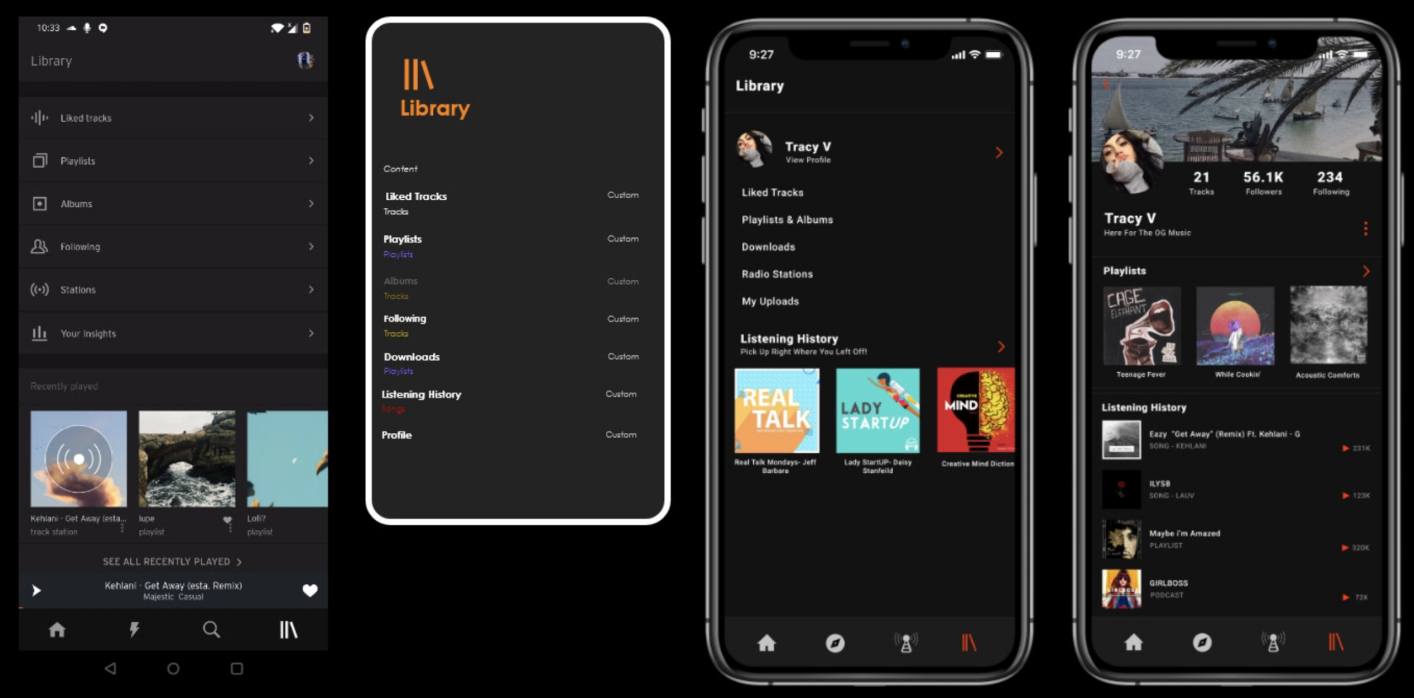 10:33
Library
Liked tracks
Playlists
Albums
Following
Stations
Your insights
Recently played
Kehlani - Get Away (esta...
track station
lupe
playlist
Lofi?
playlist
SEE ALL RECENTLY PLAYED
Kehlani · Get Away (esta. Remix)
Majestic Casual
Library
Content
Liked Tracks
Custom
Tracks
Playlists
Custom
Playlists
Albums
Custom
Tracks
Following
Custom
Tracks
Downloads
Custom
Playlists
Listening History
Custom
Songs
Profile
Custom
9:27
Library
Tracy V
View Profile
Liked Tracks
Playlists & Albums
Downloads
Radio Stations
My Uploads
Listening History
Pick Up Right Where You Left Off!
REAL
TALK
LADY
STARTUP
CREATIVE
MIND
Real Talk Mondays- Jeff
Barbara
Lady StartUP- Daisy
Stanfeild
Creative Mind Diction
9:27
21
56.1K
234
Tracks
Followers
Following
Tracy V
Here For The OG Music
Playlists
CAGE
ELEPHANT
Teenage Fever
While Cookin'
Acoustic Comforts
Listening History
Eazy "Get Away" (Remix) Ft. Kehlani - G
SONG - KEHLANI
231K
ILYSB
SONG - LAUV
123K
Maybe i'm Amazed
PLAYLIST
320K
GIRLBOSS
PODCAST
72K